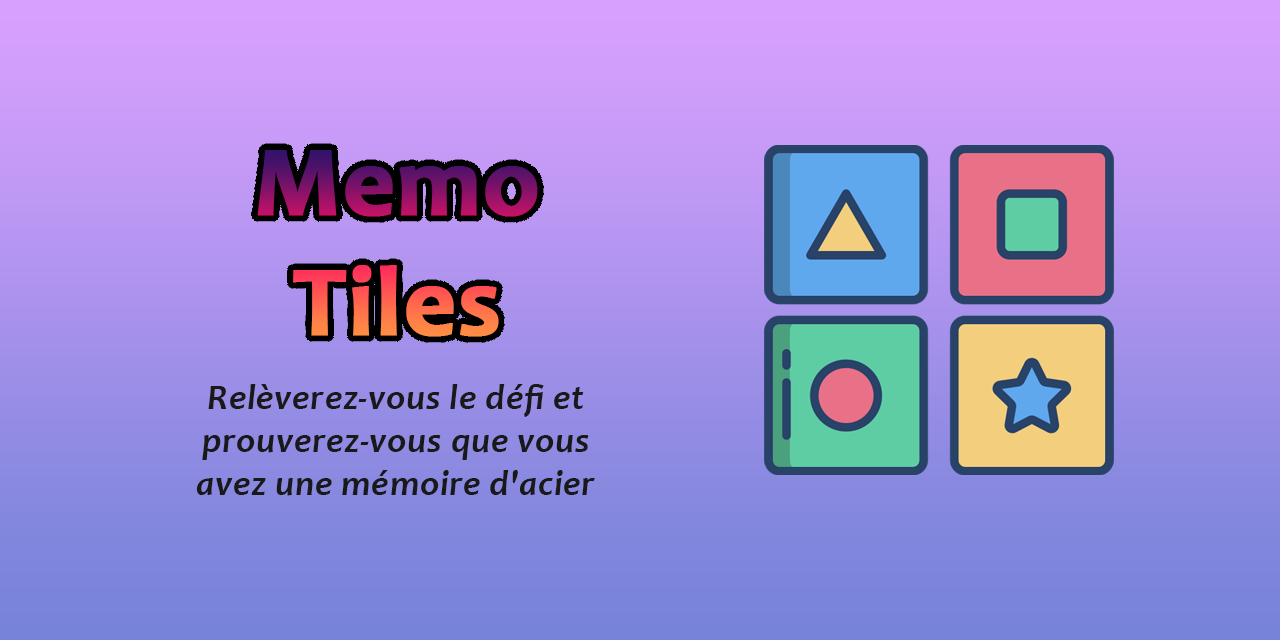 Memo
Tiles
Relèverez-vous le défi et
prouverez-vous que vous
avez une mémoire d'acier